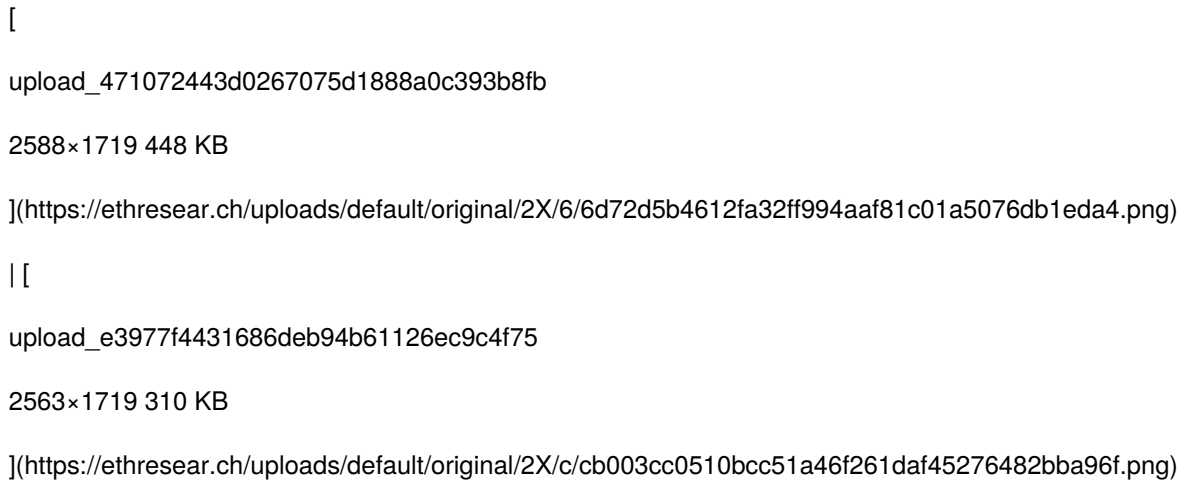 [
upload_471072443d0267075d1888a0c393b8fb
2588×1719 448 KB
](https://ethresear.ch/uploads/default/original/2X/6/6d72d5b4612fa32ff994aaf81c01a5076db1eda4.png)
| [
upload_e3977f4431686deb94b61126ec9c4f75
2563×1719 310 KB
](https://ethresear.ch/uploads/default/original/2X/c/cb003cc0510bcc51a46f261daf45276482bba96f.png)